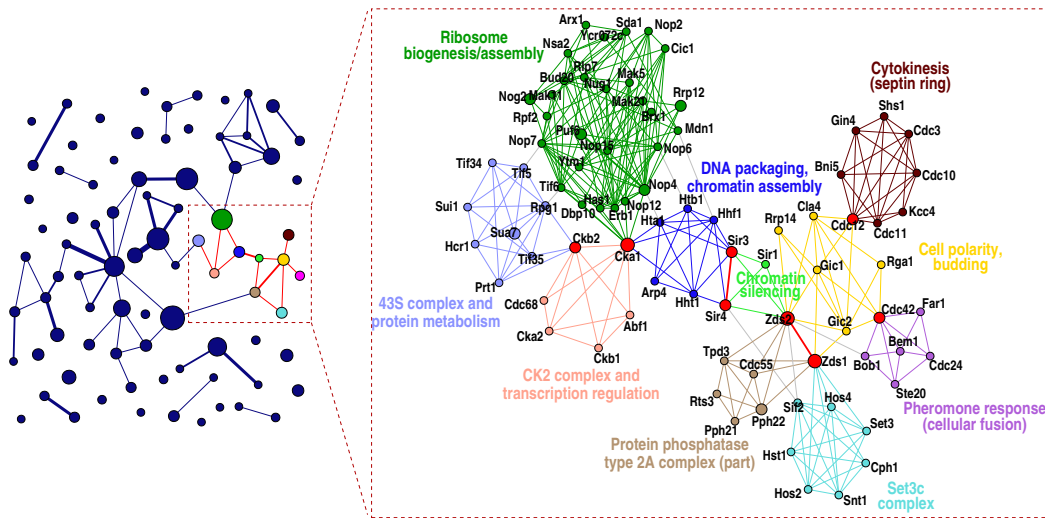 Ribosome
biogenesis/assembly
Arx1
Sda1
Nop2
Ycr072c
Nsa2
Cic1
Rlp7
Bud20
Mak5
Nug1
Nog2
Mak11
Mak21
Rrp12
Rpf2
Brx1
Puf6
Mdn1
Nop7
Nop15
Nop6
Ytm1
Tif6
Nop4
Has1
Nop12
Dbp10
Erb1
Cytokinesis
(septin ring)
Shs1
Gin4
Cdc3
Bni5
Cdc10
Kcc4
Cdc11
Cdc12
Tif34
Tif5
Sui1
Rpg1
Sua7
Hcr1
Tif35
Prt1
43S complex and
protein metabolism
DNA packaging,
chromatin assembly
Htb1
Hta1
Hhf1
Arp4
Hht1
Ckb2
Cka1
Cdc68
Cka2
Abf1
Ckb1
CK2 complex and
transcription regulation
Sir3
Sir1
Chromatin
silencing
Sir4
Cla4
Rrp14
Gic1
Rga1
Cell polarity,
budding
Zds2
Gic2
Cdc42
Far1
Bem1
Bob1
Cdc24
Ste20
Pheromone response
(cellular fusion)
Tpd3
Cdc55
Zds1
Rts3
Pph21
Pph22
Protein phosphatase
type 2A complex (part)
Sif2
Hos4
Set3
Hst1
Cph1
Hos2
Snt1
Set3c
complex